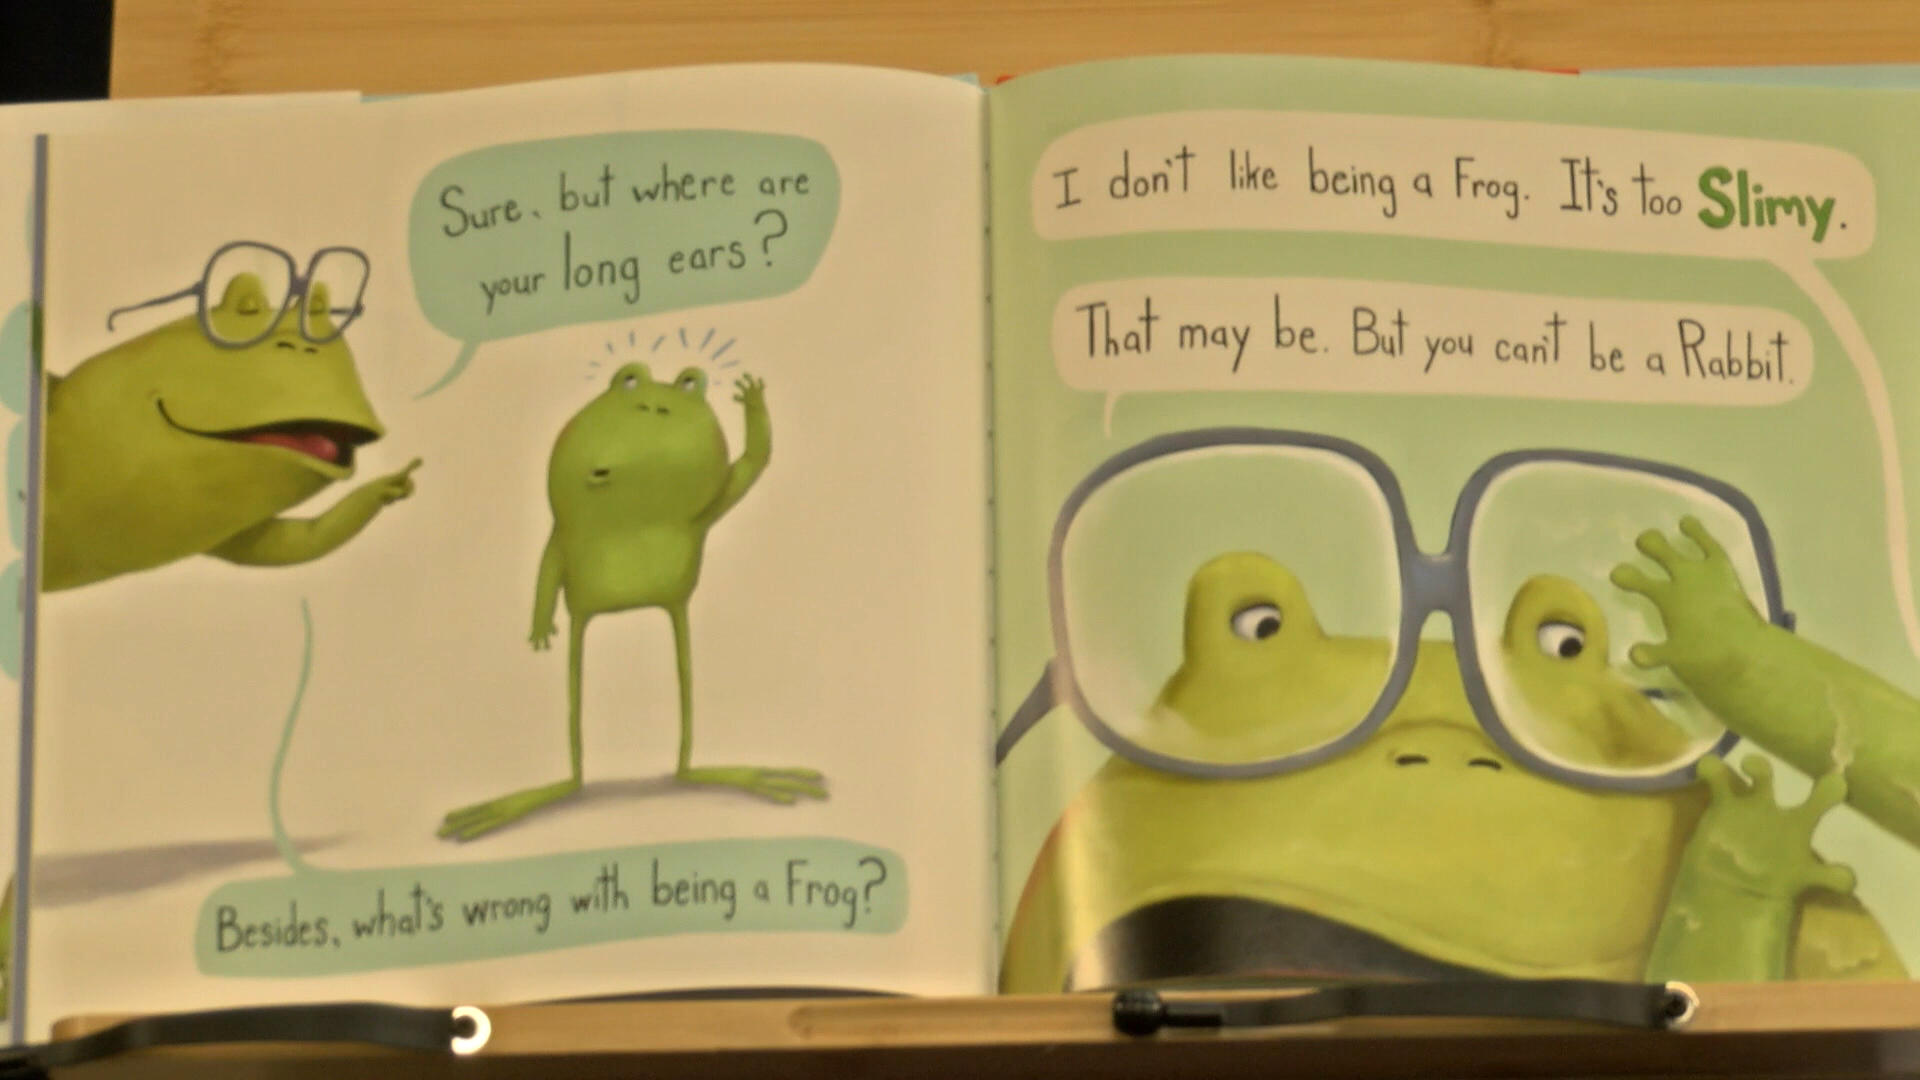 Sure, but where are
your long ears?
Besides, what's wrong with being a Frog?
I don't like being a Frog. It's too Slimy.
That may be. But you can't be a Rabbit.